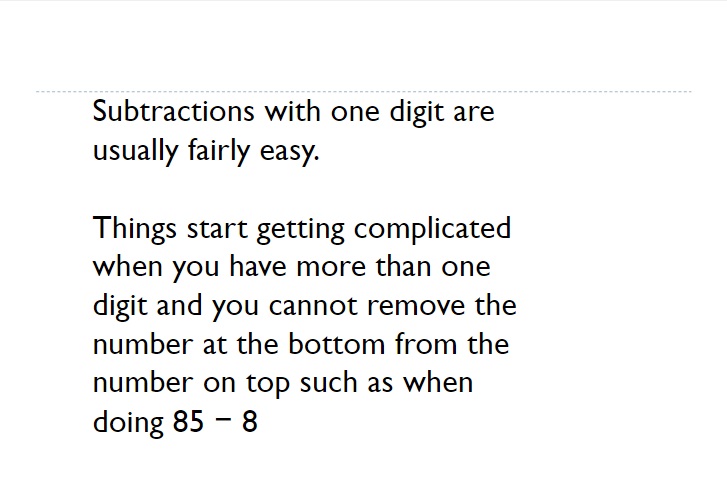 Subtractions with one digit are
usually fairly easy.
Things start getting complicated
when you have more than one
digit and you cannot remove the
number at the bottom from the
number on top such as when
doing 85 − 8